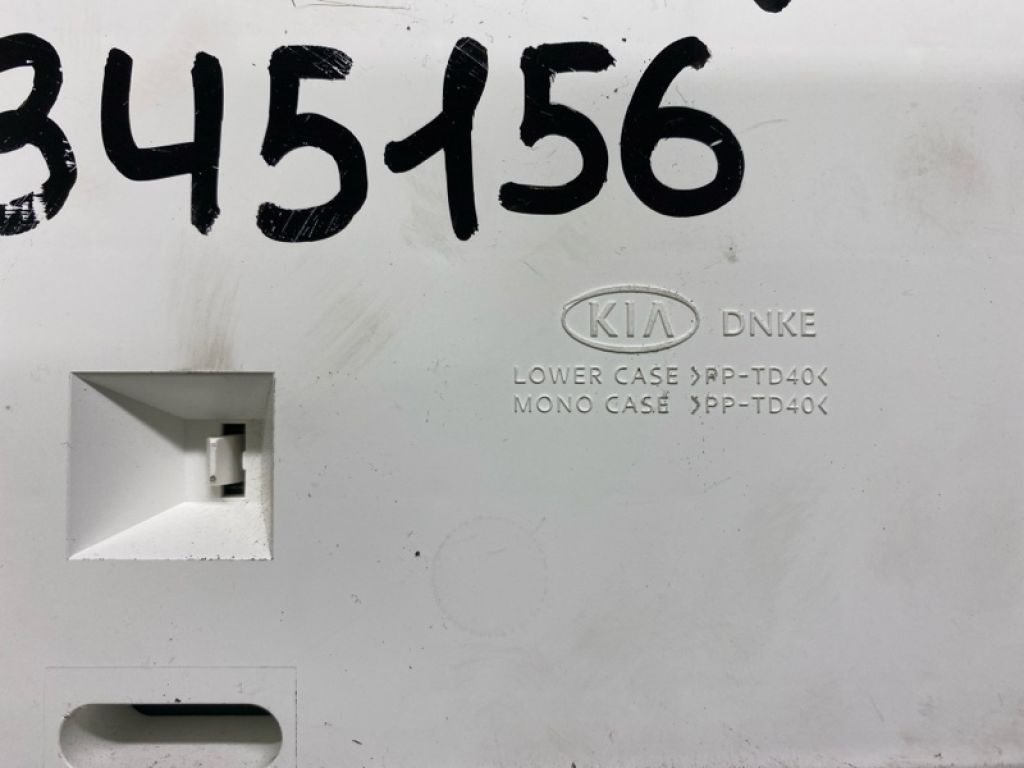 345156
KIA DNKE
LOWER CASE >PP-TD40<
MONO CASE >PP-TD40<